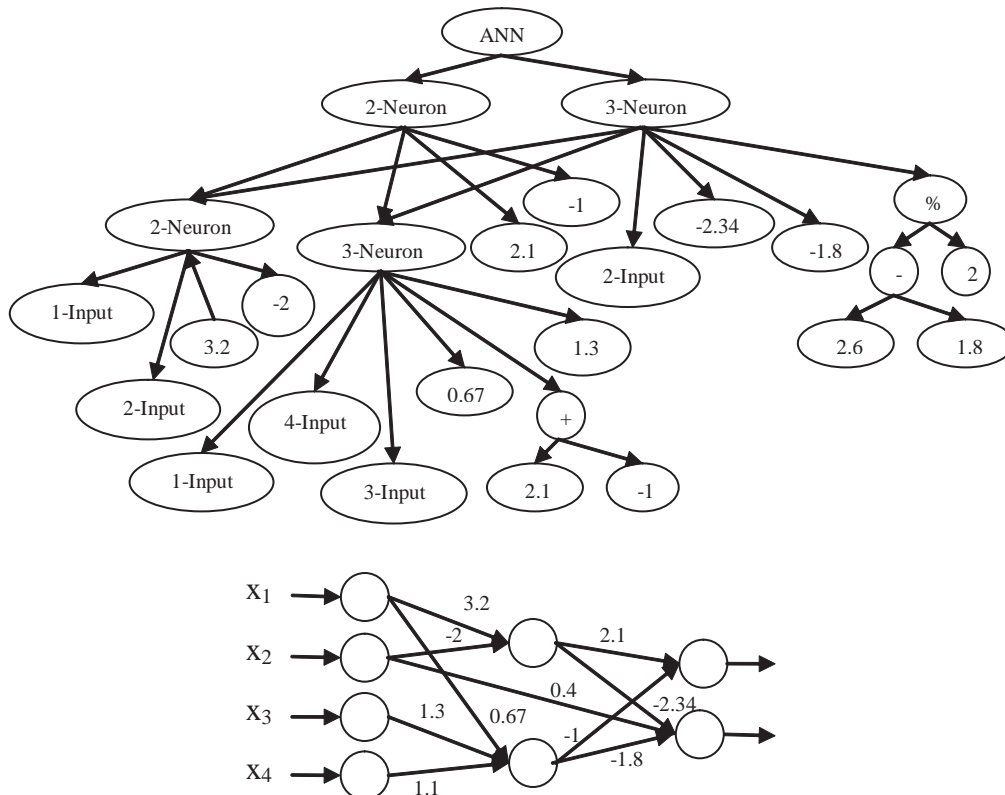 ANN
2-Neuron
3-Neuron
-1
%
2-Neuron
3-Neuron
2.1
-2.34
-1.8
2-Input
-
2
1-Input
-2
3.2
1.3
2.6
1.8
2-Input
4-Input
0.67
+
1-Input
3-Input
2.1
-1
x1
3.2
-2
2.1
x2
0.4
-2.34
x3
1.3
0.67
-1
-1.8
x4
1.1